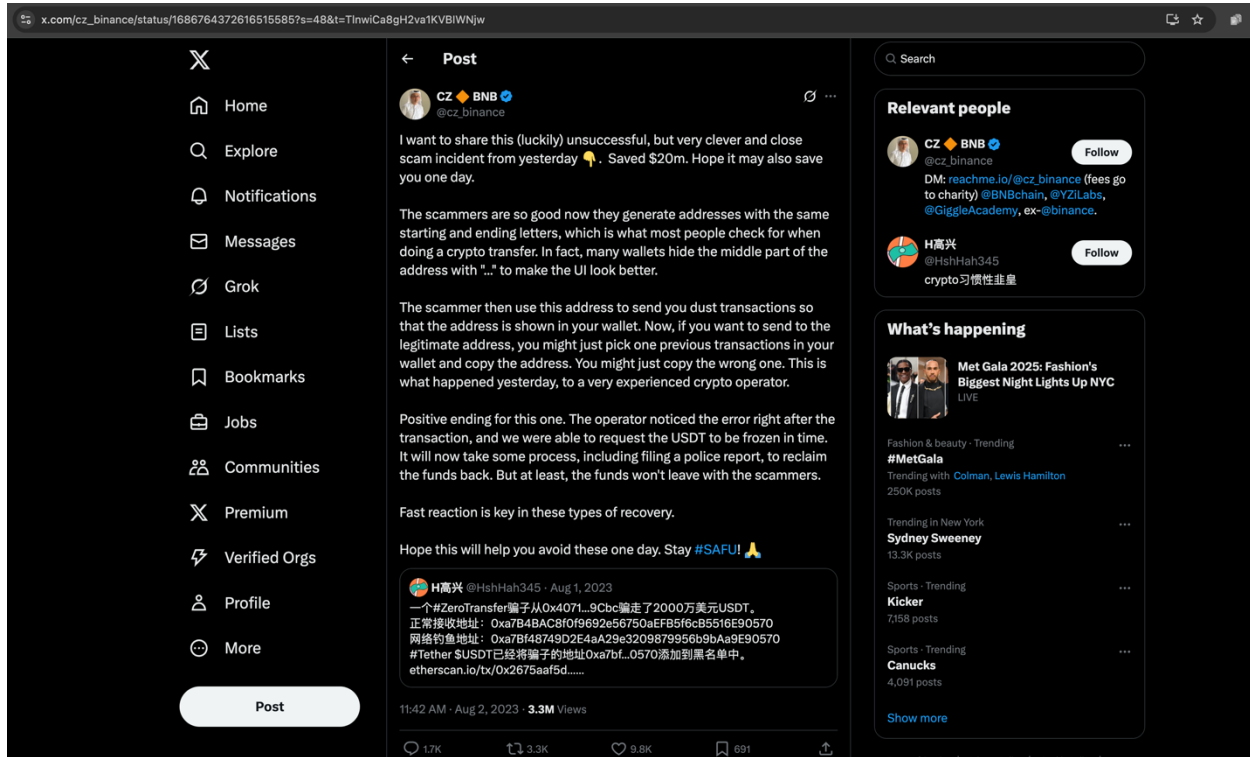 x.com/cz_binance/status/1686764372616515585?s=48&t=TInwiCa8gH2va1KVBIWNjw
Home
Explore
Notifications
Messages
Grok
Lists
Bookmarks
Jobs
Communities
Premium
Verified Orgs
Profile
More
Post
Post
CZ 🔶 BNB
@cz_binance
I want to share this (luckily) unsuccessful, but very clever and close
scam incident from yesterday 👇. Saved $20m. Hope it may also save
you one day.
The scammers are so good now they generate addresses with the same
starting and ending letters, which is what most people check for when
doing a crypto transfer. In fact, many wallets hide the middle part of the
address with "..." to make the UI look better.
The scammer then use this address to send you dust transactions so
that the address is shown in your wallet. Now, if you want to send to the
legitimate address, you might just pick one previous transactions in your
wallet and copy the address. You might just copy the wrong one. This is
what happened yesterday, to a very experienced crypto operator.
Positive ending for this one. The operator noticed the error right after the
transaction, and we were able to request the USDT to be frozen in time.
It will now take some process, including filing a police report, to reclaim
the funds back. But at least, the funds won't leave with the scammers.
Fast reaction is key in these types of recovery.
Hope this will help you avoid these one day. Stay #SAFU! 🙏
H高兴 @HshHah345 · Aug 1, 2023
一个#ZeroTransfer骗子从0x4071...9Cbc骗走了2000万美元USDT。
正常接收地址：0xa7B4BAC8f0f9692e56750aEFB5f6cB5516E90570
网络钓鱼地址：0xa7Bf48749D2E4aA29e3209879956b9bAa9E90570
#Tether $USDT已经将骗子的地址0xa7bf...0570添加到黑名单中。
etherscan.io/tx/0x2675aaf5d......
11:42 AM · Aug 2, 2023 · 3.3M Views
1.7K
3.3K
9.8K
691
Search
Relevant people
CZ 🔶 BNB
@cz_binance
Follow
DM: reachme.io/@cz_binance (fees go
to charity) @BNBchain, @YZiLabs,
@GiggleAcademy, ex-@binance.
H高兴
@HshHah345
Follow
crypto习惯性韭皇
What's happening
Met Gala 2025: Fashion's
Biggest Night Lights Up NYC
LIVE
Fashion & beauty · Trending
#MetGala
Trending with Colman, Lewis Hamilton
250K posts
Trending in New York
Sydney Sweeney
13.3K posts
Sports · Trending
Kicker
7,158 posts
Sports · Trending
Canucks
4,091 posts
Show more